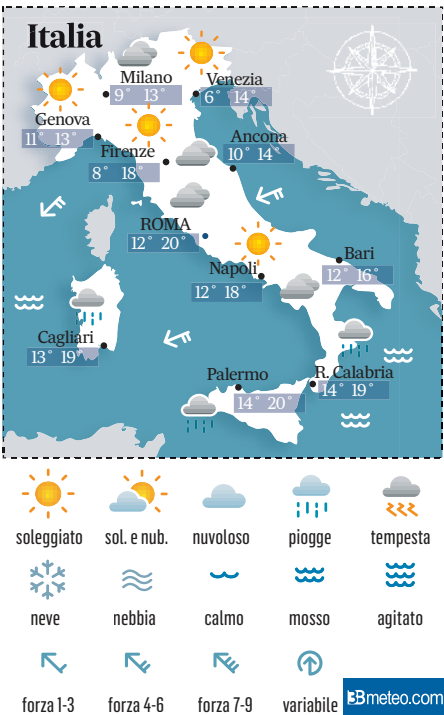 Italia
Milano
9° 13°
Venezia
6° 14°
Genova
11° 13°
Firenze
8° 18°
Ancona
10° 14°
ROMA
12° 20°
Napoli
12° 18°
Bari
12° 16°
Cagliari
13° 19°
Palermo
14° 20°
R. Calabria
14° 19°
soleggiato sol. e nub. nuvoloso piogge tempesta
neve nebbia calmo mosso agitato
forza 1-3 forza 4-6 forza 7-9 variabile
3Bmeteo.com